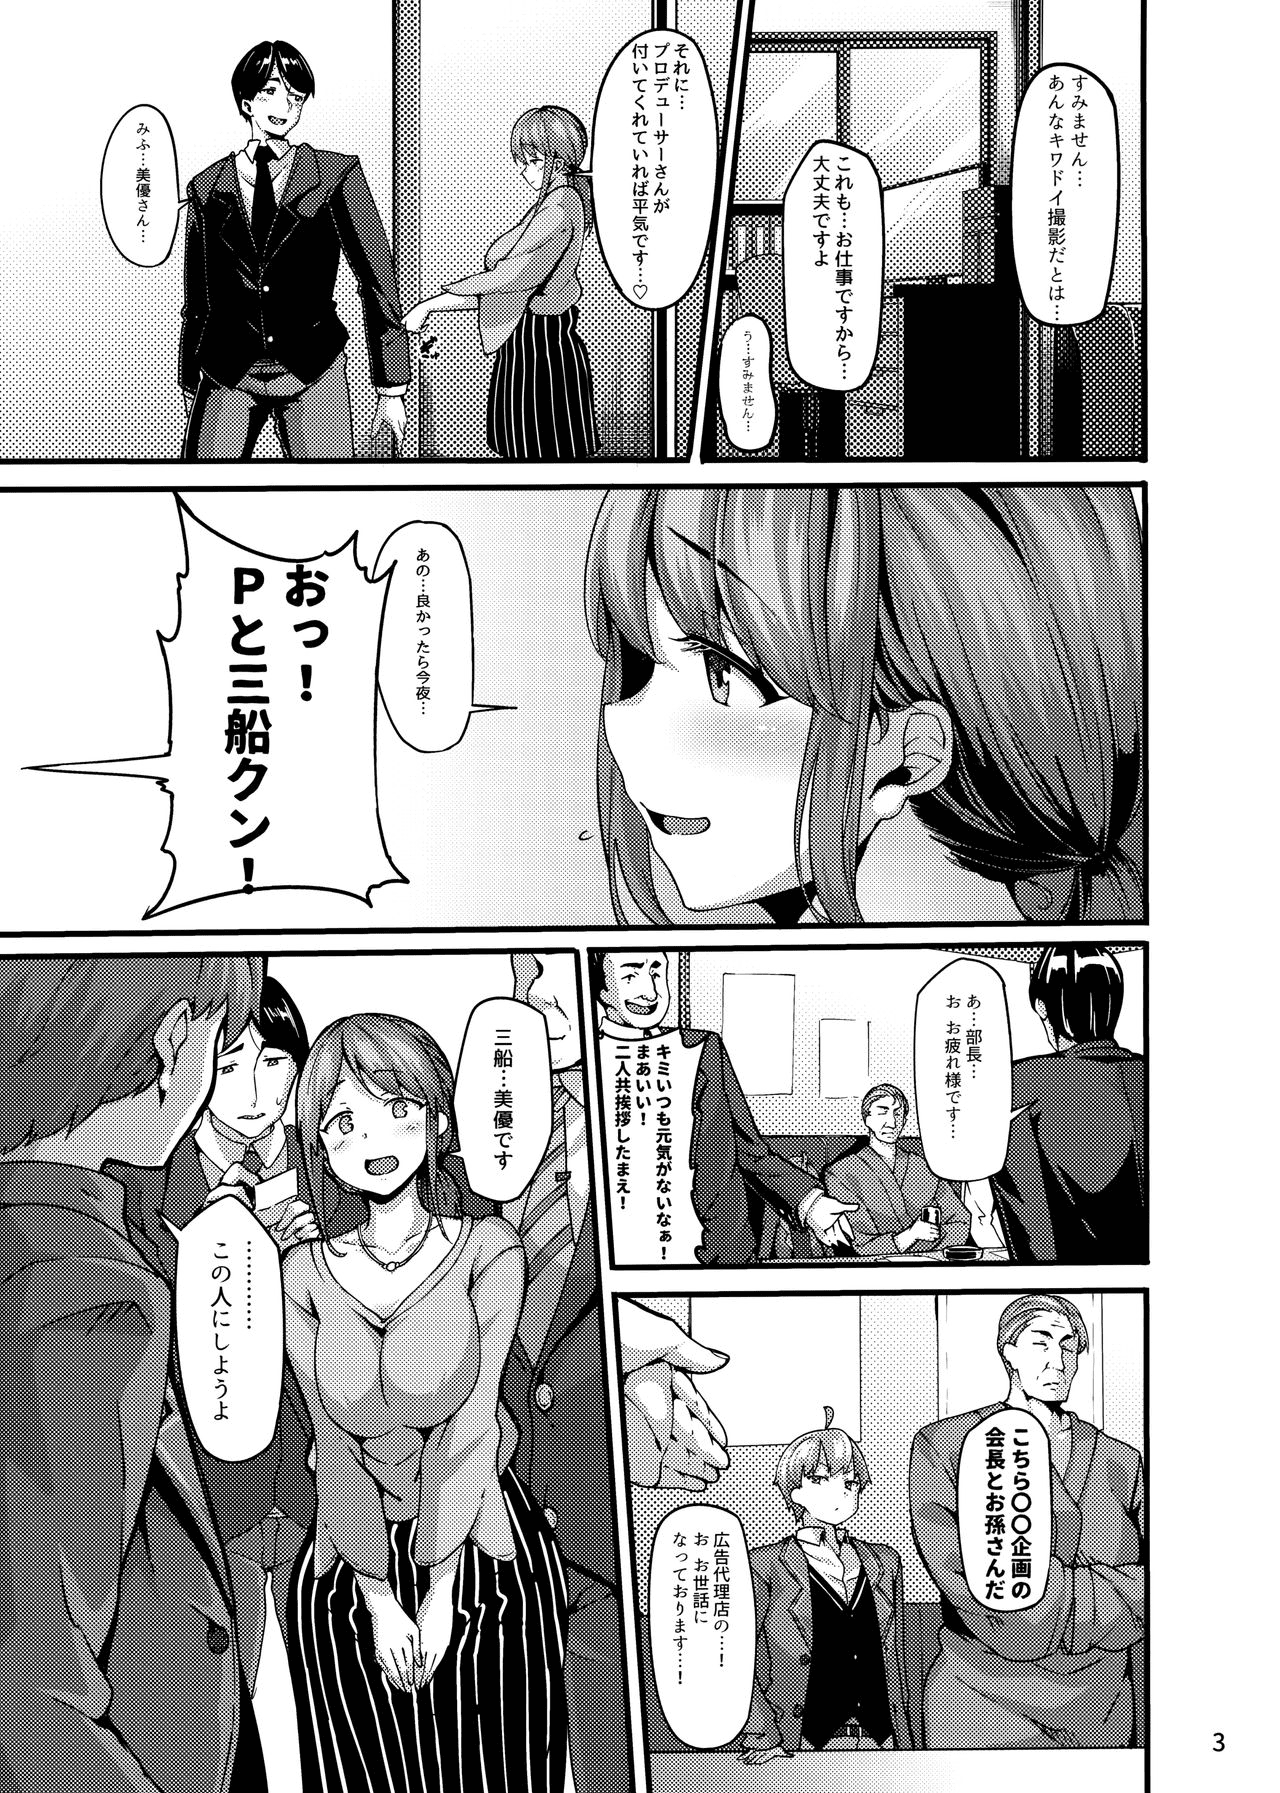 すみません…
あんなキワドイ撮影だとは…
これも…お仕事ですから…
大丈夫ですよ
う…すみません…
それに…
プロデューサーさんが
付いてくれていれば平気です…♡
みふ…美優さん…
あの…良かったら今夜…
おっ！
Ｐと三船クン！
あ…部長…
お お疲れ様です…
キミいつも元気がないなぁ！
まあいい！
二人共挨拶したまえ！
こちら〇〇企画の
会長とお孫さんだ
広告代理店の…！
お お世話に
なっております…！
三船…美優です
…………
この人にしようよ
3